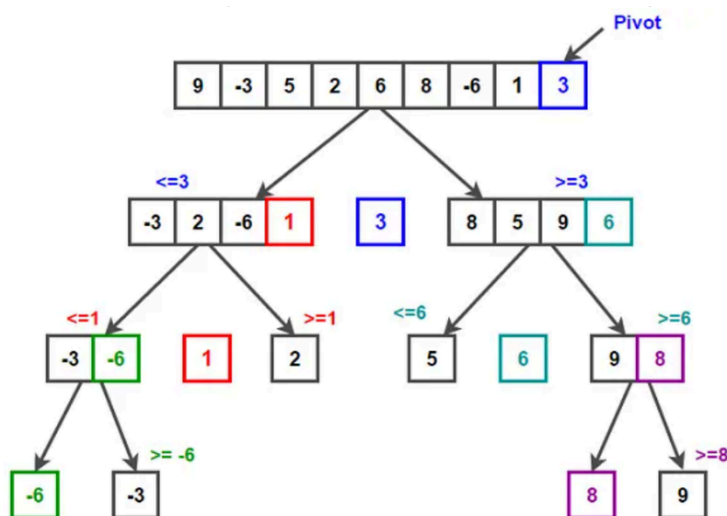 Pivot
9 -3 5 2 6 8 -6 1 3
<=3 >=3
-3 2 -6 1 3 8 5 9 6
<=1 >=1 <=6 >=6
-3 -6 1 2 5 6 9 8
>= -6 >=8
-6 -3 8 9